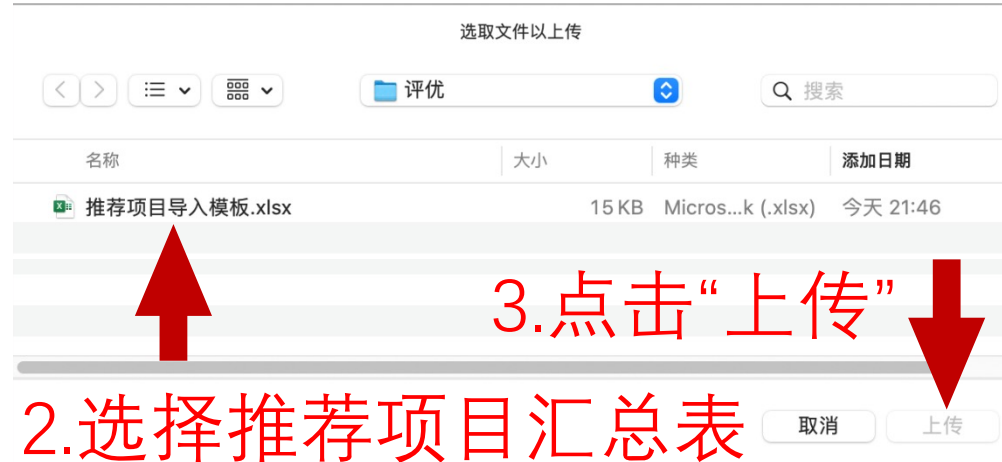 选取文件以上传
评优
搜索
名称 大小 种类 添加日期
推荐项目导入模板.xlsx 15 KB Micros...k (.xlsx) 今天 21:46
3.点击“上传”
2.选择推荐项目汇总表
取消 上传